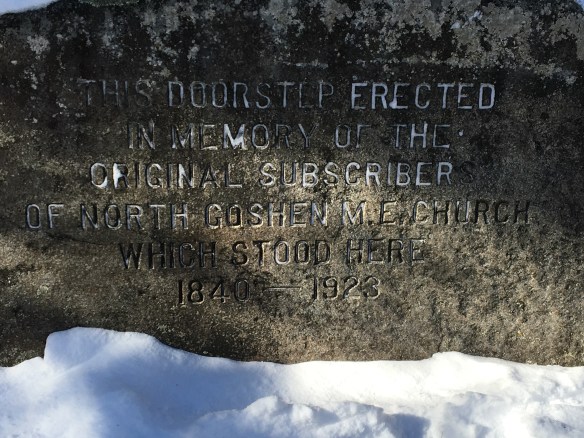 THIS DOORSTEP ERECTED
IN MEMORY OF THE
ORIGINAL SUBSCRIBERS
OF NORTH GOSHEN M.E. CHURCH
WHICH STOOD HERE
1840 — 1923